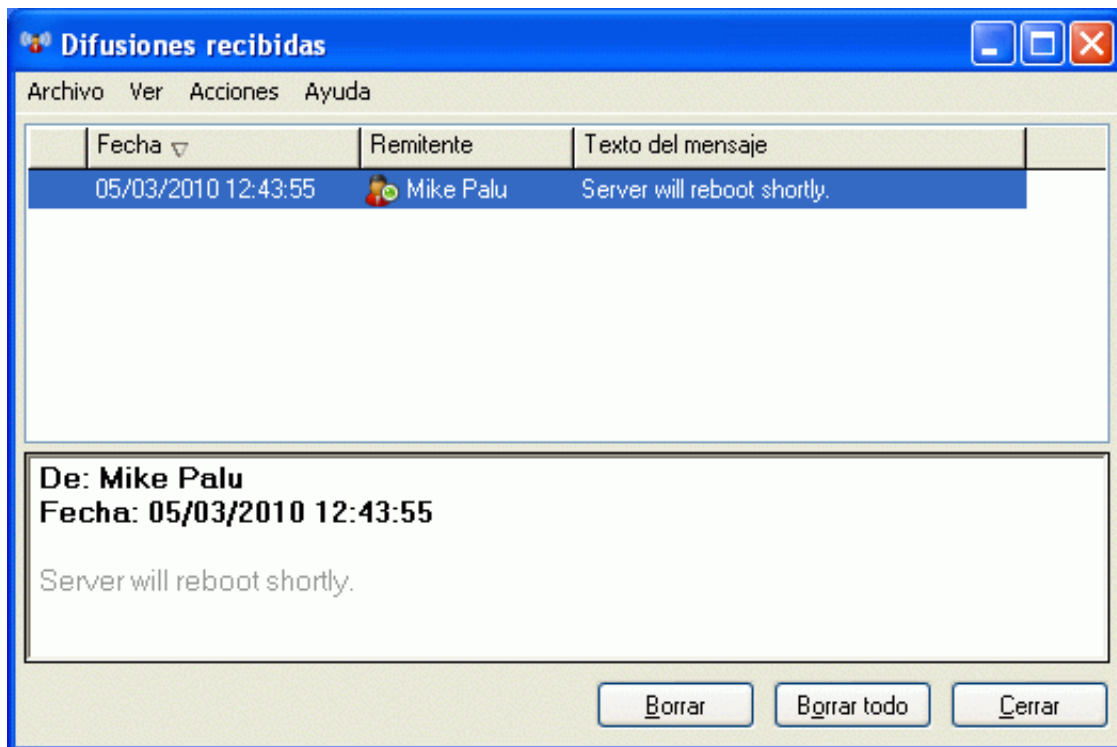 Difusiones recibidas
Archivo Ver Acciones Ayuda
Fecha Remitente Texto del mensaje
05/03/2010 12:43:55 Mike Palu Server will reboot shortly.
De: Mike Palu
Fecha: 05/03/2010 12:43:55
Server will reboot shortly.
Borrar Borrar todo Cerrar